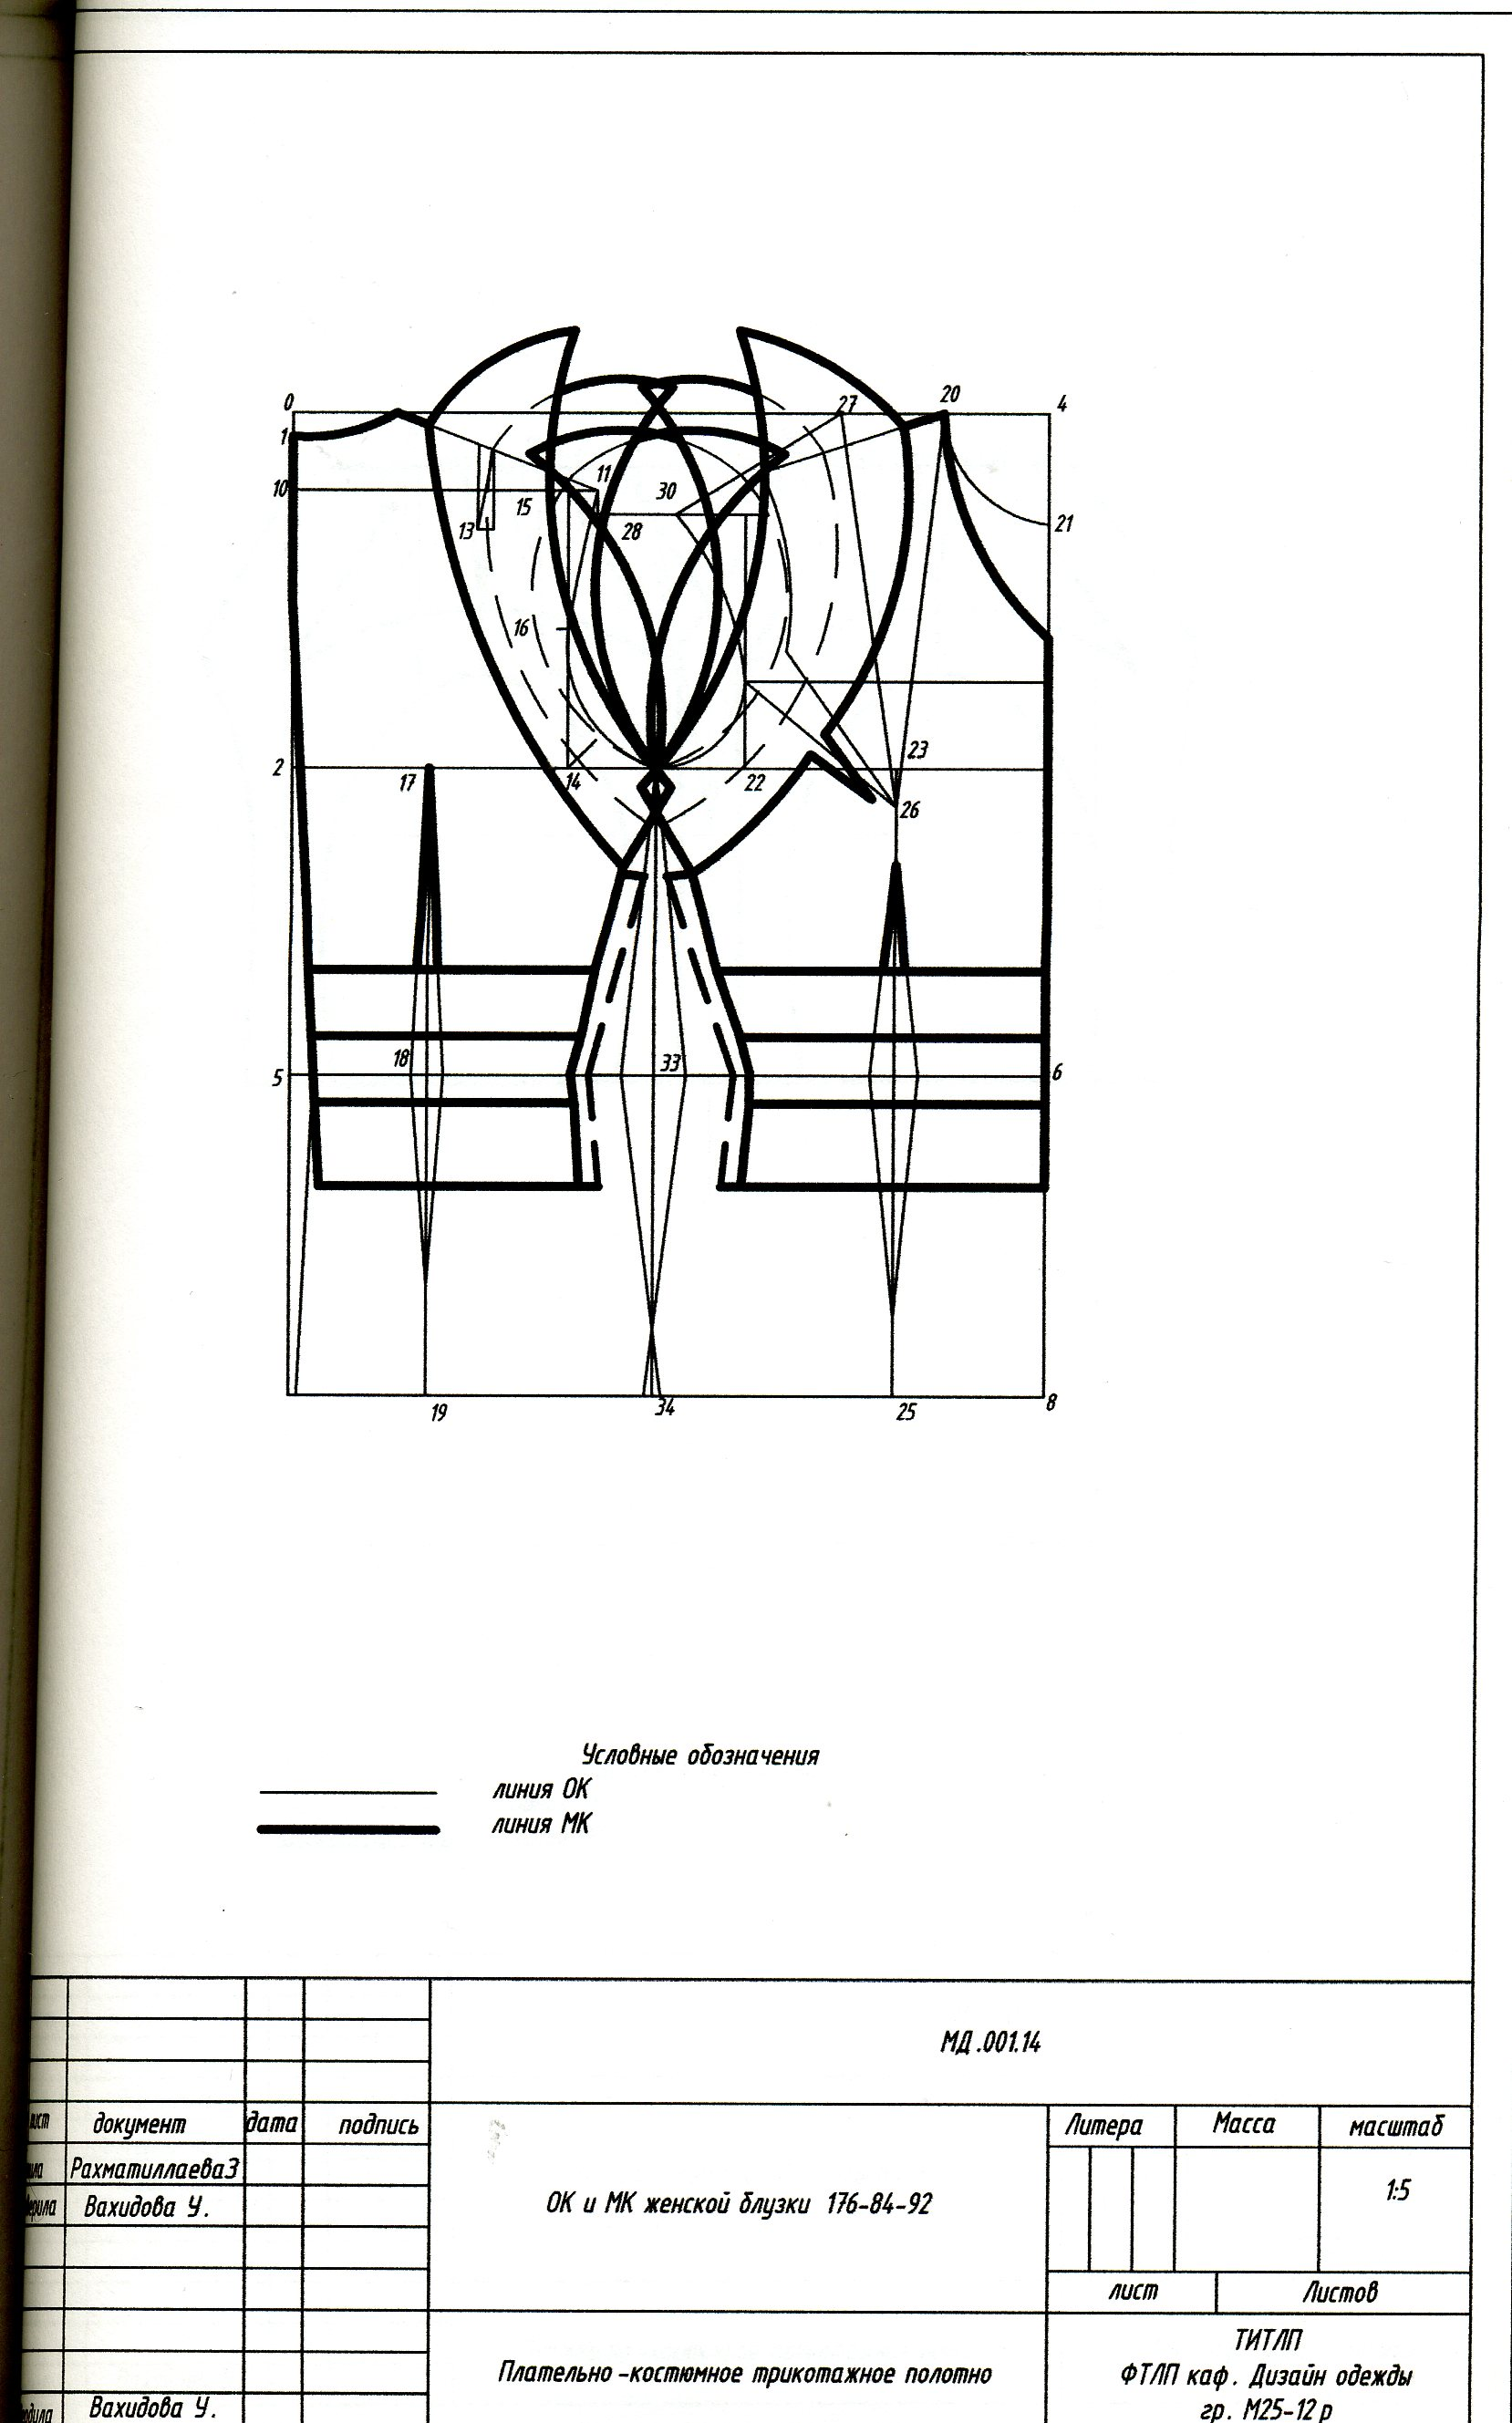 0
20
27
4
1
10
11
15
30
21
13
28
16
2
17
14
22
23
26
18
33
5
6
19
34
25
8
Условные обозначения
линия ОК
линия МК
МД.001.14
документ дата подпись
Литера Масса масштаб
РахматиллаеваЗ
Вахидова У.
ОК и МК женской блузки 176-84-92
1:5
лист Листов
ТИТЛП
Плательно-костюмное трикотажное полотно
ФТЛП каф. Дизайн одежды
Вахидова У.
гр. М25-12р